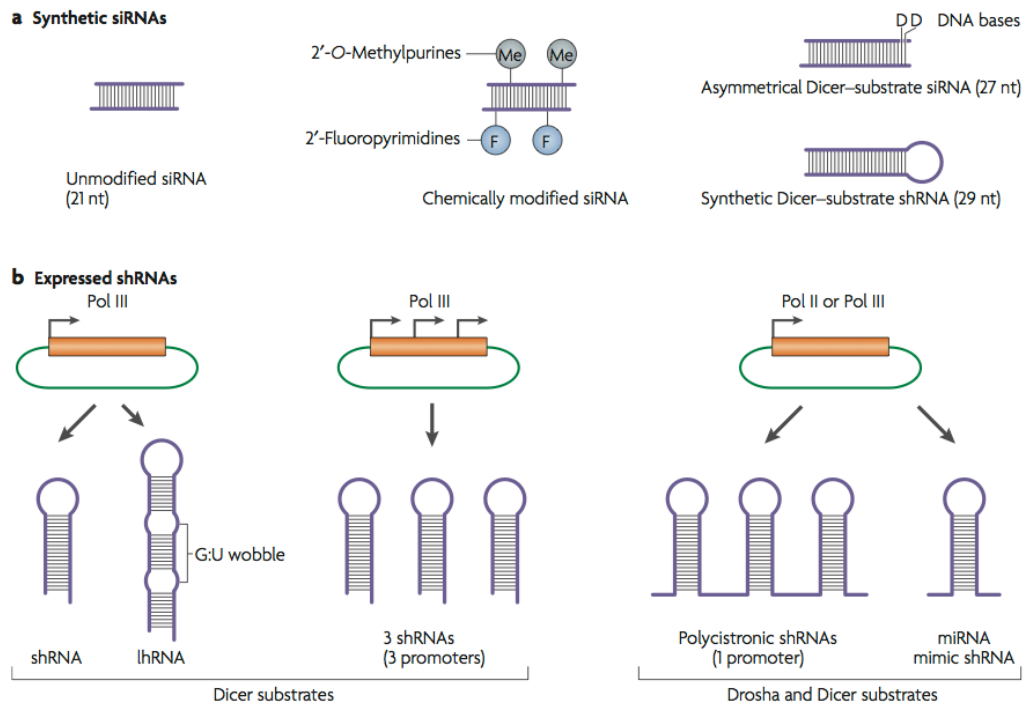 a Synthetic siRNAs
Unmodified siRNA
(21 nt)
2′-O-Methylpurines
Me Me
2′-Fluoropyrimidines
F F
Chemically modified siRNA
D D DNA bases
Asymmetrical Dicer–substrate siRNA (27 nt)
Synthetic Dicer–substrate shRNA (29 nt)
b Expressed shRNAs
Pol III
shRNA
lhRNA
G:U wobble
Pol III
3 shRNAs
(3 promoters)
Dicer substrates
Pol II or Pol III
Polycistronic shRNAs
(1 promoter)
miRNA
mimic shRNA
Drosha and Dicer substrates